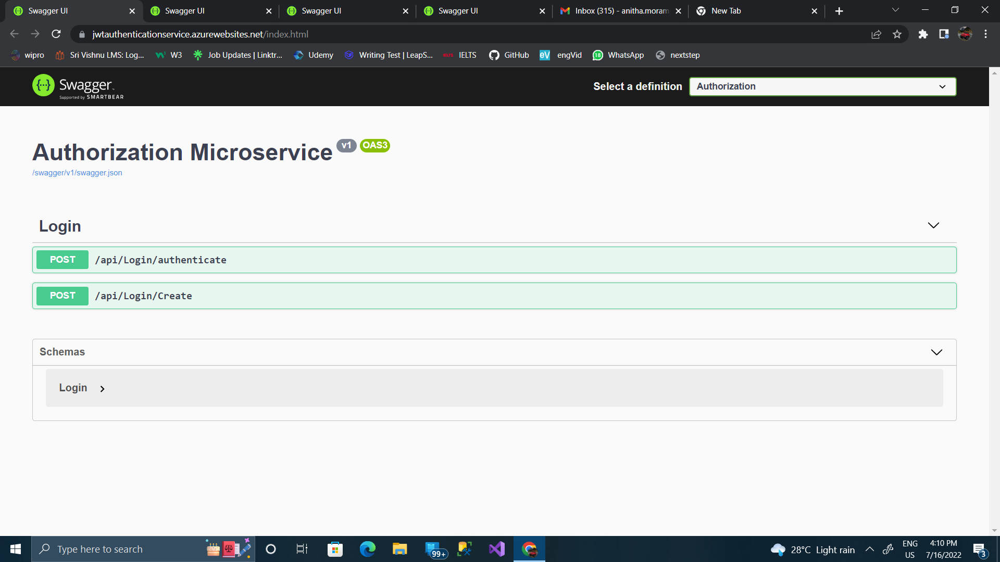 Swagger UI
Swagger UI
Swagger UI
Swagger UI
Inbox (315) - anitha.moram
New Tab
jwtauthenticationservice.azurewebsites.net/index.html
wipro
Sri Vishnu LMS: Log...
W3
Job Updates | Linktr...
Udemy
Writing Test | LeapS...
IELTS
IELTS
GitHub
eV
engVid
18
WhatsApp
nextstep
{···} Swagger.
Supported by SMARTBEAR
Select a definition
Authorization
Authorization Microservice v1 OAS3
/swagger/v1/swagger.json
Login
POST /api/Login/authenticate
POST /api/Login/Create
Schemas
Login
Type here to search
99+
28°C Light rain
ENG
US
4:10 PM
7/16/2022
3